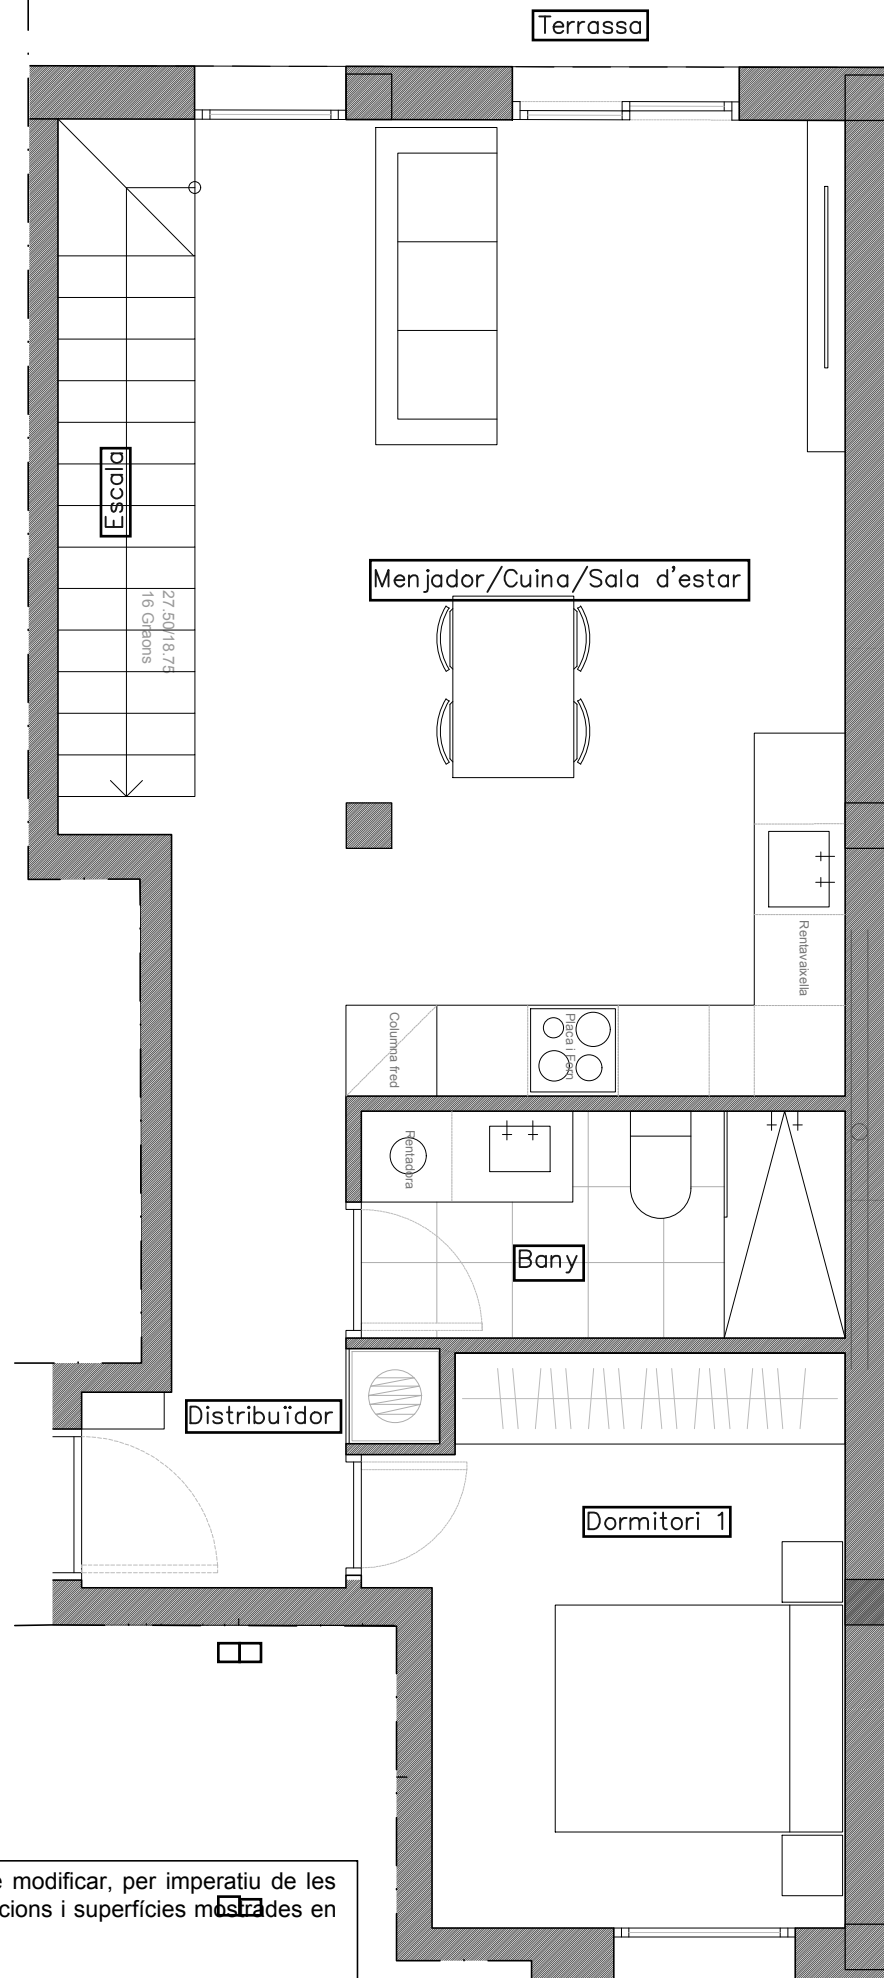 Terrassa
Escala
27.50/18.75
16 Graons
Menjador/Cuina/Sala d'estar
Rentavaixella
Columna fred
Placa i Forn
Rentadora
Bany
Distribuïdor
Dormitori 1
modificar, per imperatiu de les
cions i superfícies mostrades en